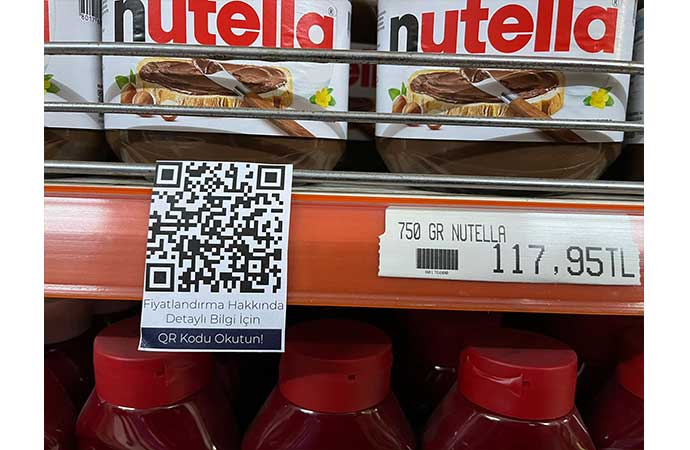 nutella
nutella
750 GR NUTELLA
117,95TL
Fiyatlandırma Hakkında
Detaylı Bilgi İçin
QR Kodu Okutun!